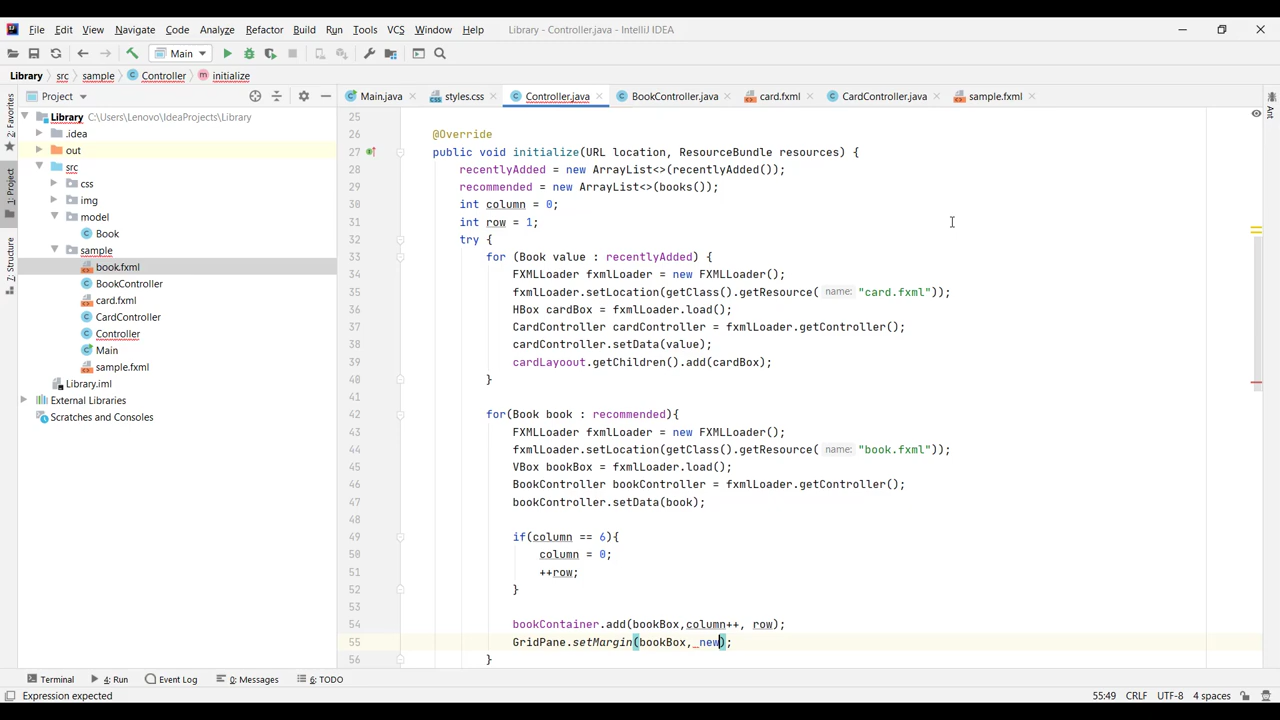 File Edit View Navigate Code Analyze Refactor Build Run Tools VCS Window Help Library - Controller.java - IntelliJ IDEA
Main
Library src sample Controller initialize
Project
Main.java styles.css Controller.java BookController.java card.fxml CardController.java sample.fxml
2: Favorites
1: Project
7: Structure
Ant
Library C:\Users\Lenovo\IdeaProjects\Library
.idea
out
src
css
img
model
Book
sample
book.fxml
BookController
card.fxml
CardController
Controller
Main
sample.fxml
Library.iml
External Libraries
Scratches and Consoles
25
26 @Override
27 public void initialize(URL location, ResourceBundle resources) {
28 recentlyAdded = new ArrayList<>(recentlyAdded());
29 recommended = new ArrayList<>(books());
30 int column = 0;
31 int row = 1;
32 try {
33 for (Book value : recentlyAdded) {
34 FXMLLoader fxmlLoader = new FXMLLoader();
35 fxmlLoader.setLocation(getClass().getResource( name: "card.fxml"));
36 HBox cardBox = fxmlLoader.load();
37 CardController cardController = fxmlLoader.getController();
38 cardController.setData(value);
39 cardLayoout.getChildren().add(cardBox);
40 }
41
42 for(Book book : recommended){
43 FXMLLoader fxmlLoader = new FXMLLoader();
44 fxmlLoader.setLocation(getClass().getResource( name: "book.fxml"));
45 VBox bookBox = fxmlLoader.load();
46 BookController bookController = fxmlLoader.getController();
47 bookController.setData(book);
48
49 if(column == 6){
50 column = 0;
51 ++row;
52 }
53
54 bookContainer.add(bookBox,column++, row);
55 GridPane.setMargin(bookBox, new);
56 }
Terminal 4: Run Event Log 0: Messages 6: TODO
Expression expected 55:49 CRLF UTF-8 4 spaces